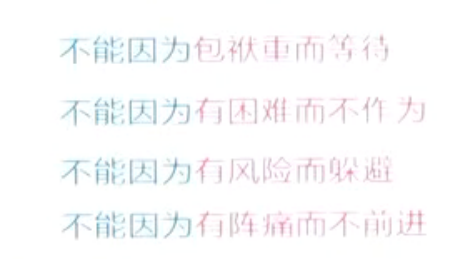 不能因为包袱重而等待
不能因为有困难而不作为
不能因为有风险而躲避
不能因为有阵痛而不前进